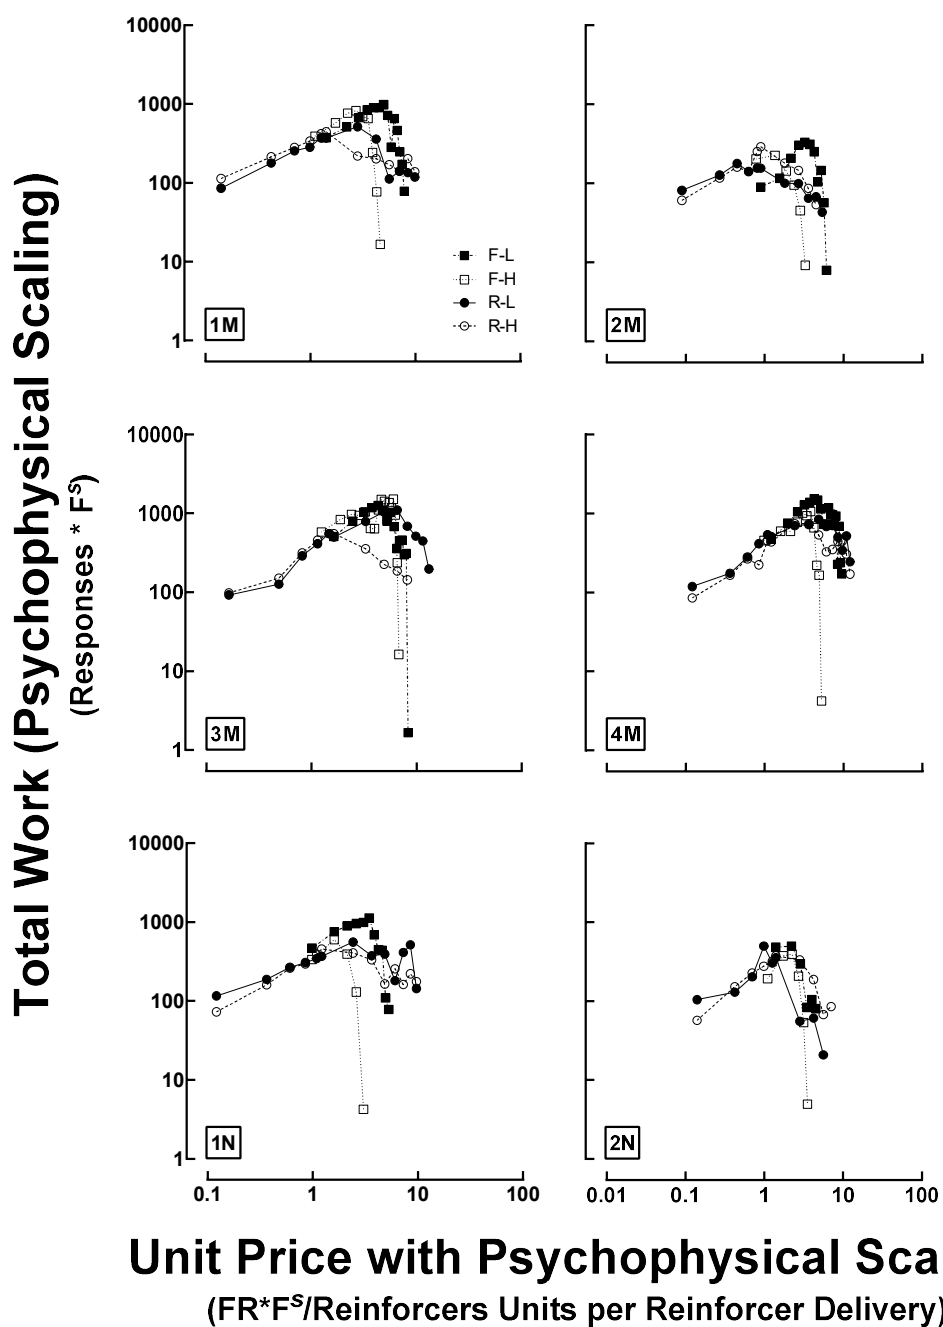 Total Work (Psychophysical Scaling)
(Responses * Fˢ)
10000
1000
100
10
1
F-L
F-H
R-L
R-H
1M
2M
10000
1000
100
10
1
3M
4M
10000
1000
100
10
1
1N
2N
0.1 1 10 100
0.01 0.1 1 10 100
Unit Price with Psychophysical Sca
(FR*Fˢ/Reinforcers Units per Reinforcer Delivery)